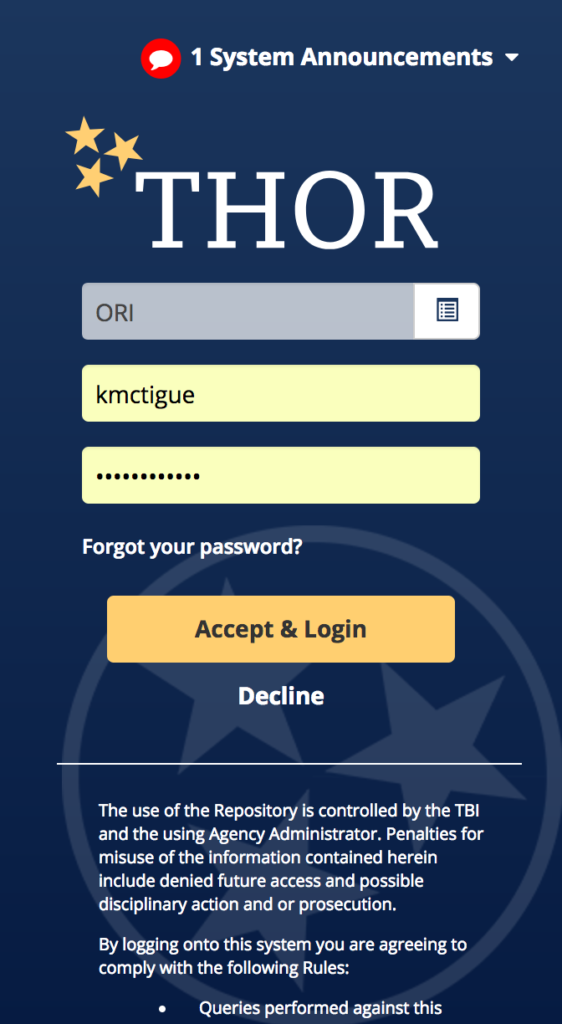 1 System Announcements
THOR
ORI
kmctigue
••••••••••••
Forgot your password?
Accept & Login
Decline
The use of the Repository is controlled by the TBI
and the using Agency Administrator. Penalties for
misuse of the information contained herein
include denied future access and possible
disciplinary action and or prosecution.
By logging onto this system you are agreeing to
comply with the following Rules:
• Queries performed against this